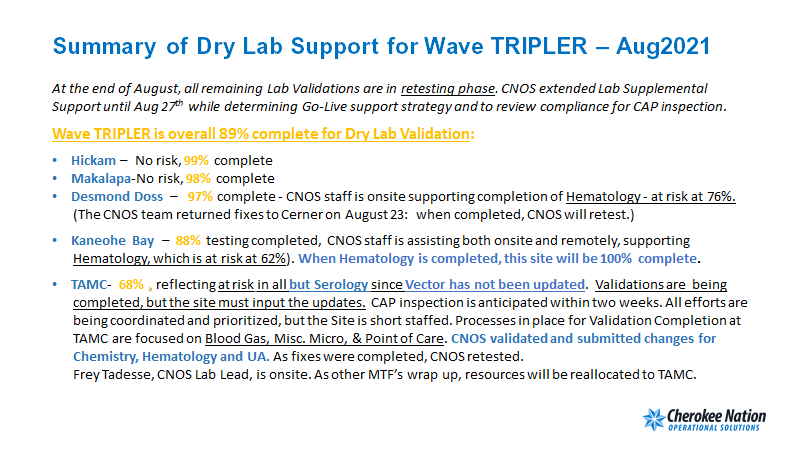 Summary of Dry Lab Support for Wave TRIPLER – Aug2021
At the end of August, all remaining Lab Validations are in retesting phase. CNOS extended Lab Supplemental
Support until Aug 27th while determining Go-Live support strategy and to review compliance for CAP inspection.
Wave TRIPLER is overall 89% complete for Dry Lab Validation:
• Hickam – No risk, 99% complete
• Makalapa-No risk, 98% complete
• Desmond Doss – 97% complete - CNOS staff is onsite supporting completion of Hematology - at risk at 76%.
(The CNOS team returned fixes to Cerner on August 23: when completed, CNOS will retest.)
• Kaneohe Bay – 88% testing completed, CNOS staff is assisting both onsite and remotely, supporting
Hematology, which is at risk at 62%). When Hematology is completed, this site will be 100% complete.
• TAMC- 68% , reflecting at risk in all but Serology since Vector has not been updated. Validations are being
completed, but the site must input the updates. CAP inspection is anticipated within two weeks. All efforts are
being coordinated and prioritized, but the Site is short staffed. Processes in place for Validation Completion at
TAMC are focused on Blood Gas, Misc. Micro, & Point of Care. CNOS validated and submitted changes for
Chemistry, Hematology and UA. As fixes were completed, CNOS retested.
Frey Tadesse, CNOS Lab Lead, is onsite. As other MTF's wrap up, resources will be reallocated to TAMC.
Cherokee Nation
OPERATIONAL SOLUTIONS